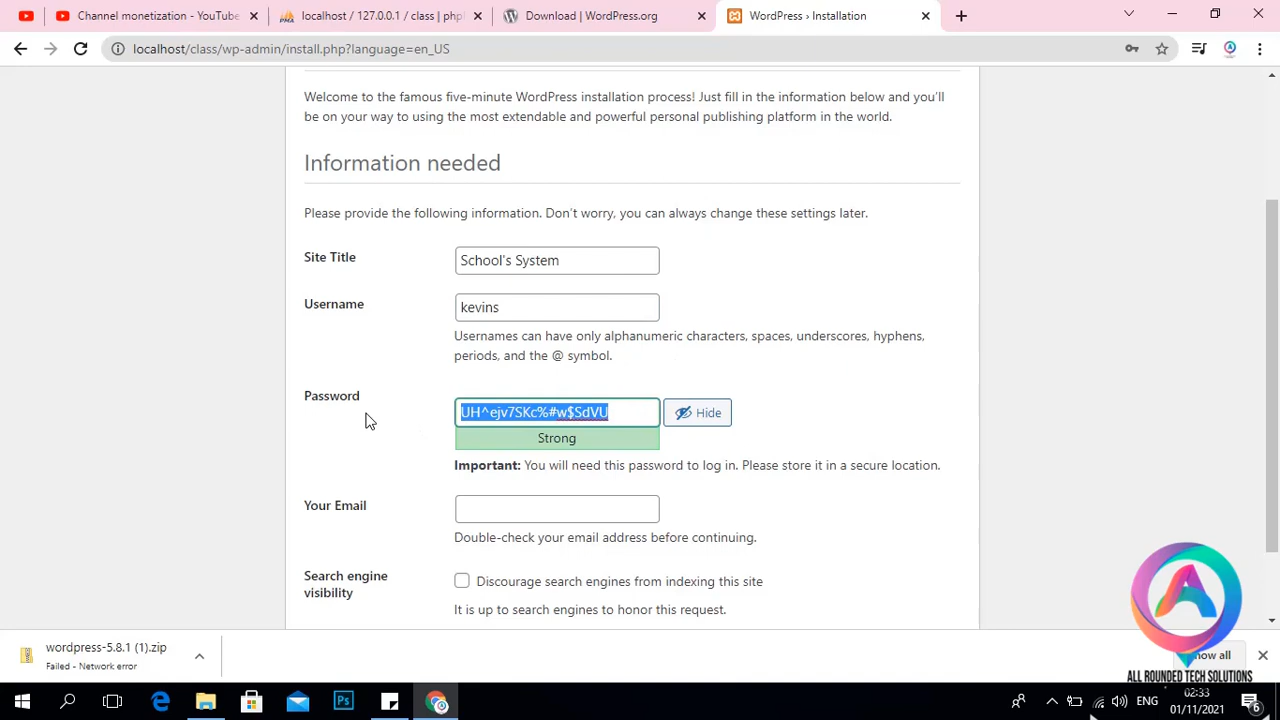 Channel monetization - YouTube
localhost / 127.0.0.1 / class | php
Download | WordPress.org
WordPress › Installation
localhost/class/wp-admin/install.php?language=en_US
Welcome to the famous five-minute WordPress installation process! Just fill in the information below and you'll
be on your way to using the most extendable and powerful personal publishing platform in the world.
Information needed
Please provide the following information. Don't worry, you can always change these settings later.
Site Title
School's System
Username
kevins
Usernames can have only alphanumeric characters, spaces, underscores, hyphens,
periods, and the @ symbol.
Password
UH^ejv7SKc%#w$SdVU
Hide
Strong
Important: You will need this password to log in. Please store it in a secure location.
Your Email
Double-check your email address before continuing.
Search engine
visibility
Discourage search engines from indexing this site
It is up to search engines to honor this request.
wordpress-5.8.1 (1).zip
Failed - Network error
Show all
ALL ROUNDED TECH SOLUTIONS
Ps
ENG
02:33
01/11/2021
6